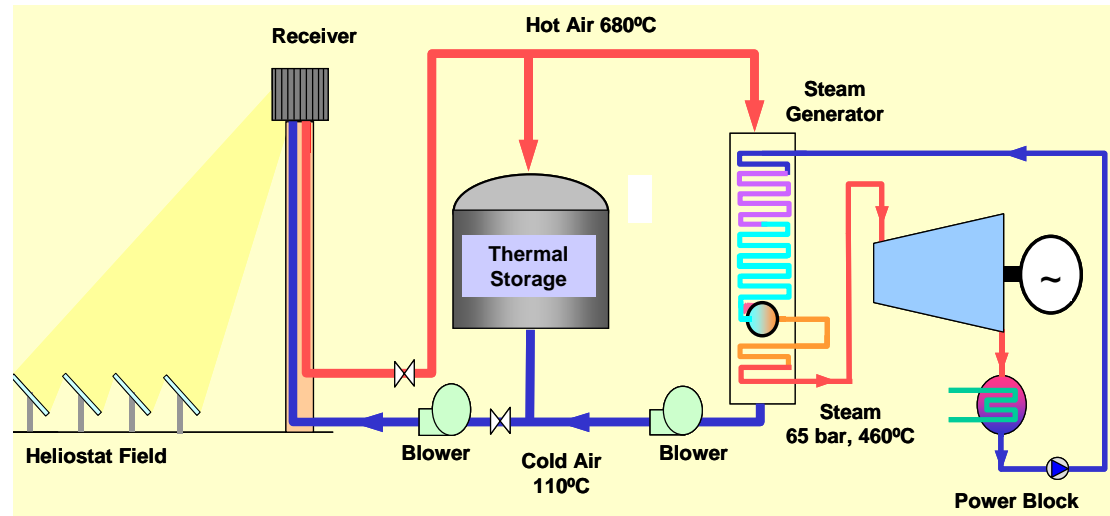 Hot Air 680ºC
Receiver
Steam
Generator
Thermal
Storage
~
Steam
65 bar, 460ºC
Blower
Blower
Cold Air
110ºC
Heliostat Field
Power Block